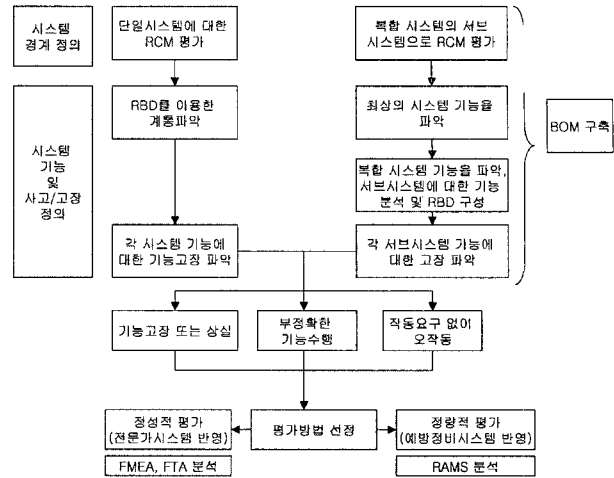 시스템
경계 정의
단일시스템에 대한
RCM 평가
복합 시스템의 서브
시스템으로 RCM 평가
시스템
기능
및
사고/고장
정의
RBD를 이용한
계통파악
최상의 시스템 기능을
파악
BOM 구축
복합 시스템 기능을 파악,
서브시스템에 대한 기능
분석 및 RBD 구성
각 시스템 기능에
대한 기능고장 파악
각 서브시스템 기능에
대한 고장 파악
기능고장 또는 상실
부정확한
기능수행
작동요구 없이
오작동
정성적 평가
(전문가시스템 반영)
평가방법 선정
정량적 평가
(예방정비시스템 반영)
FMEA, FTA 분석
RAMS 분석